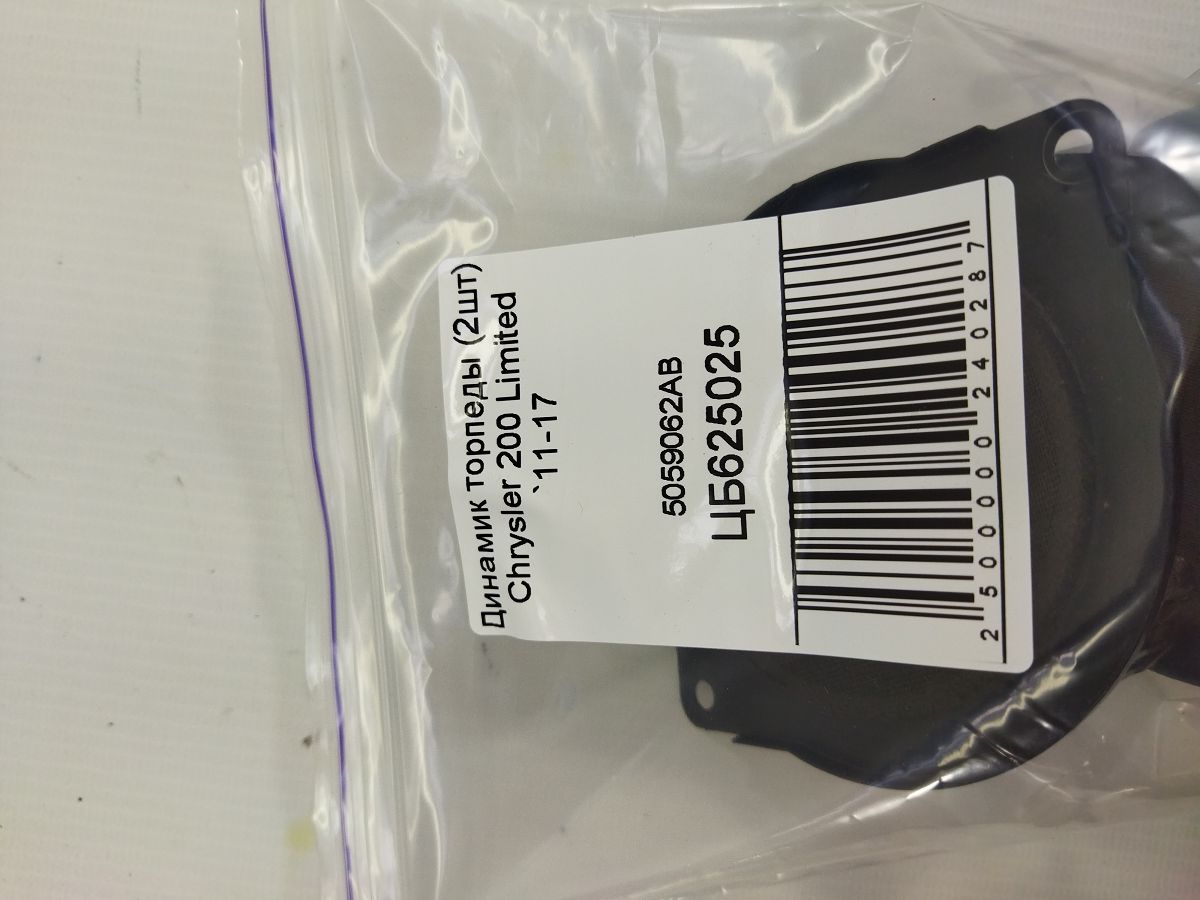 Динамик торпеды (2шт)
Chrysler 200 Limited
`11-17
5059062AB
ЦБ625025
2500000240287